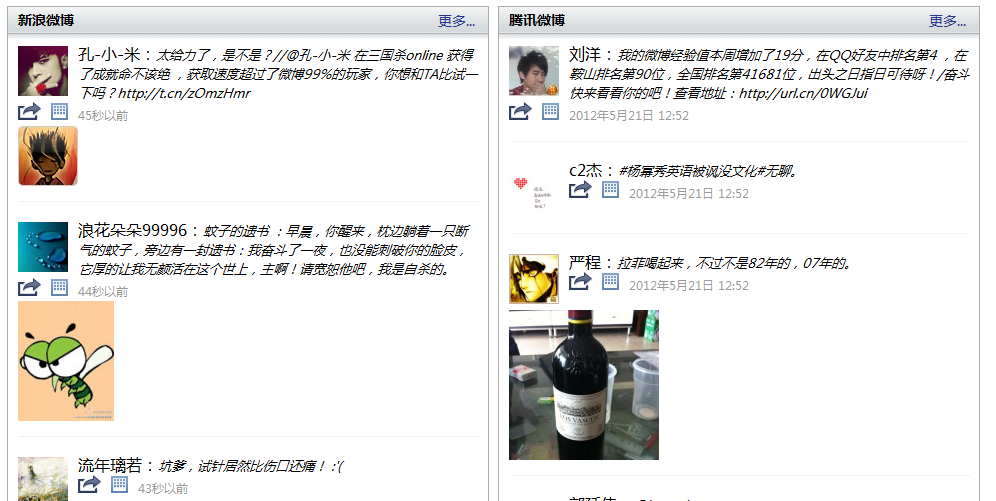 新浪微博 更多...
孔-小-米：太给力了，是不是？//@孔-小-米 在三国杀online 获得
了成就命不该绝 ，获取速度超过了微博99%的玩家，你想和TA比试一
下吗？http://t.cn/zOmzHmr
45秒以前
浪花朵朵99996：蚊子的遗书 ：早晨，你醒来，枕边躺着一只断
气的蚊子，旁边有一封遗书：我奋斗了一夜，也没能刺破你的脸皮，
它厚的让我无颜活在这个世上，主啊！请宽恕他吧，我是自杀的。
44秒以前
流年璃若：坑爹，试针居然比伤口还痛！:'(
43秒以前
腾讯微博 更多...
刘洋：我的微博经验值本周增加了19分，在QQ好友中排名第4 ，在
鞍山排名第90位，全国排名第41681位，出头之日指日可待呀！/奋斗
快来看看你的吧！查看地址：http://url.cn/0WGJui
2012年5月21日 12:52
c2杰：#杨幂秀英语被讽没文化#无聊。
2012年5月21日 12:52
严程：拉菲喝起来，不过不是82年的，07年的。
2012年5月21日 12:52
LOS VASCOS